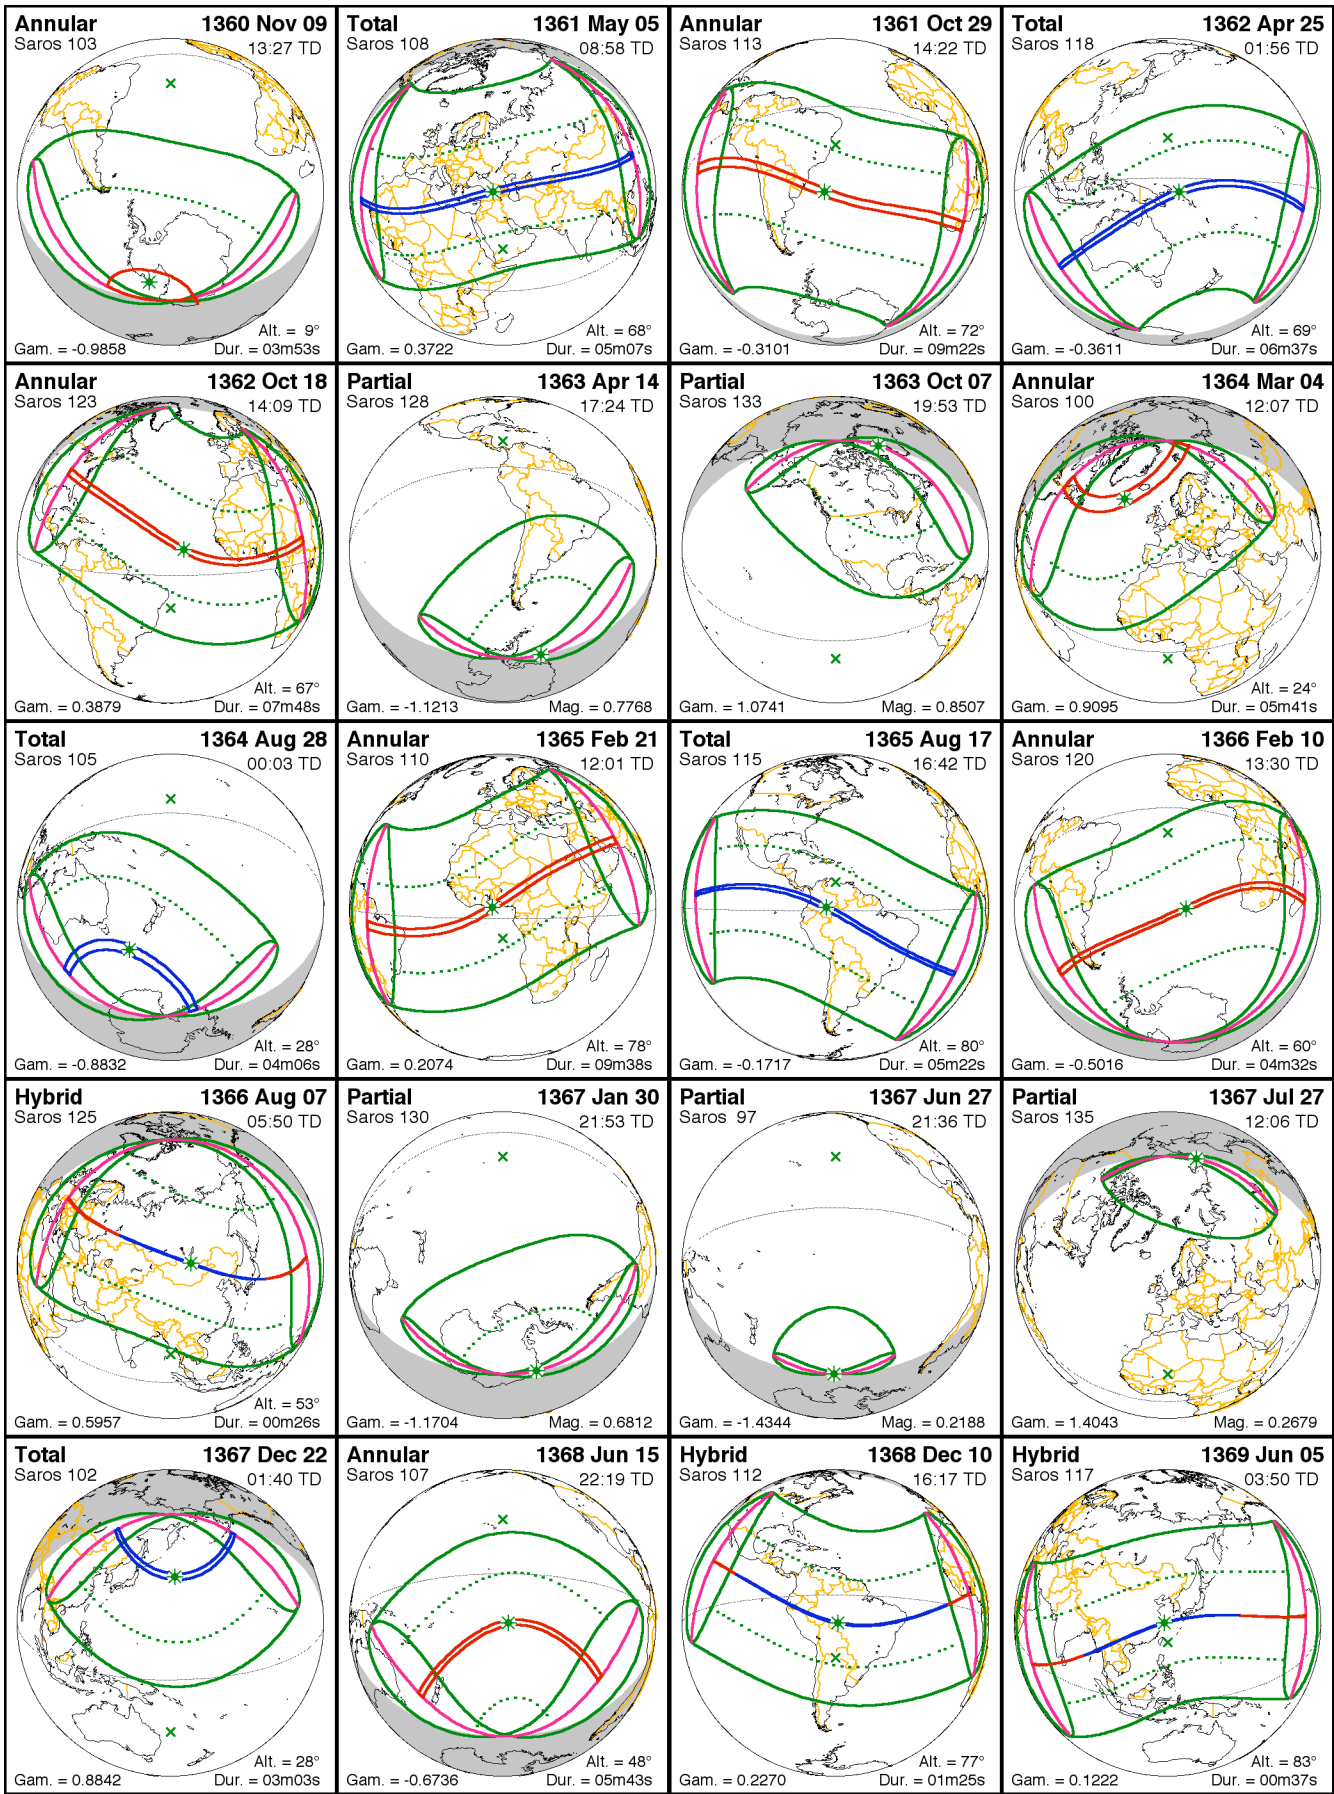 Annular 1360 Nov 09
Saros 103 13:27 TD
Alt. = 9°
Gam. = -0.9858 Dur. = 03m53s
Total 1361 May 05
Saros 108 08:58 TD
Alt. = 68°
Gam. = 0.3722 Dur. = 05m07s
Annular 1361 Oct 29
Saros 113 14:22 TD
Alt. = 72°
Gam. = -0.3101 Dur. = 09m22s
Total 1362 Apr 25
Saros 118 01:56 TD
Alt. = 69°
Gam. = -0.3611 Dur. = 06m37s
Annular 1362 Oct 18
Saros 123 14:09 TD
Alt. = 67°
Gam. = 0.3879 Dur. = 07m48s
Partial 1363 Apr 14
Saros 128 17:24 TD
Gam. = -1.1213 Mag. = 0.7768
Partial 1363 Oct 07
Saros 133 19:53 TD
Gam. = 1.0741 Mag. = 0.8507
Annular 1364 Mar 04
Saros 100 12:07 TD
Alt. = 24°
Gam. = 0.9095 Dur. = 05m41s
Total 1364 Aug 28
Saros 105 00:03 TD
Alt. = 28°
Gam. = -0.8832 Dur. = 04m06s
Annular 1365 Feb 21
Saros 110 12:01 TD
Alt. = 78°
Gam. = 0.2074 Dur. = 09m38s
Total 1365 Aug 17
Saros 115 16:42 TD
Alt. = 80°
Gam. = -0.1717 Dur. = 05m22s
Annular 1366 Feb 10
Saros 120 13:30 TD
Alt. = 60°
Gam. = -0.5016 Dur. = 04m32s
Hybrid 1366 Aug 07
Saros 125 05:50 TD
Alt. = 53°
Gam. = 0.5957 Dur. = 00m26s
Partial 1367 Jan 30
Saros 130 21:53 TD
Gam. = -1.1704 Mag. = 0.6812
Partial 1367 Jun 27
Saros 97 21:36 TD
Gam. = -1.4344 Mag. = 0.2188
Partial 1367 Jul 27
Saros 135 12:06 TD
Gam. = 1.4043 Mag. = 0.2679
Total 1367 Dec 22
Saros 102 01:40 TD
Alt. = 28°
Gam. = 0.8842 Dur. = 03m03s
Annular 1368 Jun 15
Saros 107 22:19 TD
Alt. = 48°
Gam. = -0.6736 Dur. = 05m43s
Hybrid 1368 Dec 10
Saros 112 16:17 TD
Alt. = 77°
Gam. = 0.2270 Dur. = 01m25s
Hybrid 1369 Jun 05
Saros 117 03:50 TD
Alt. = 83°
Gam. = 0.1222 Dur. = 00m37s